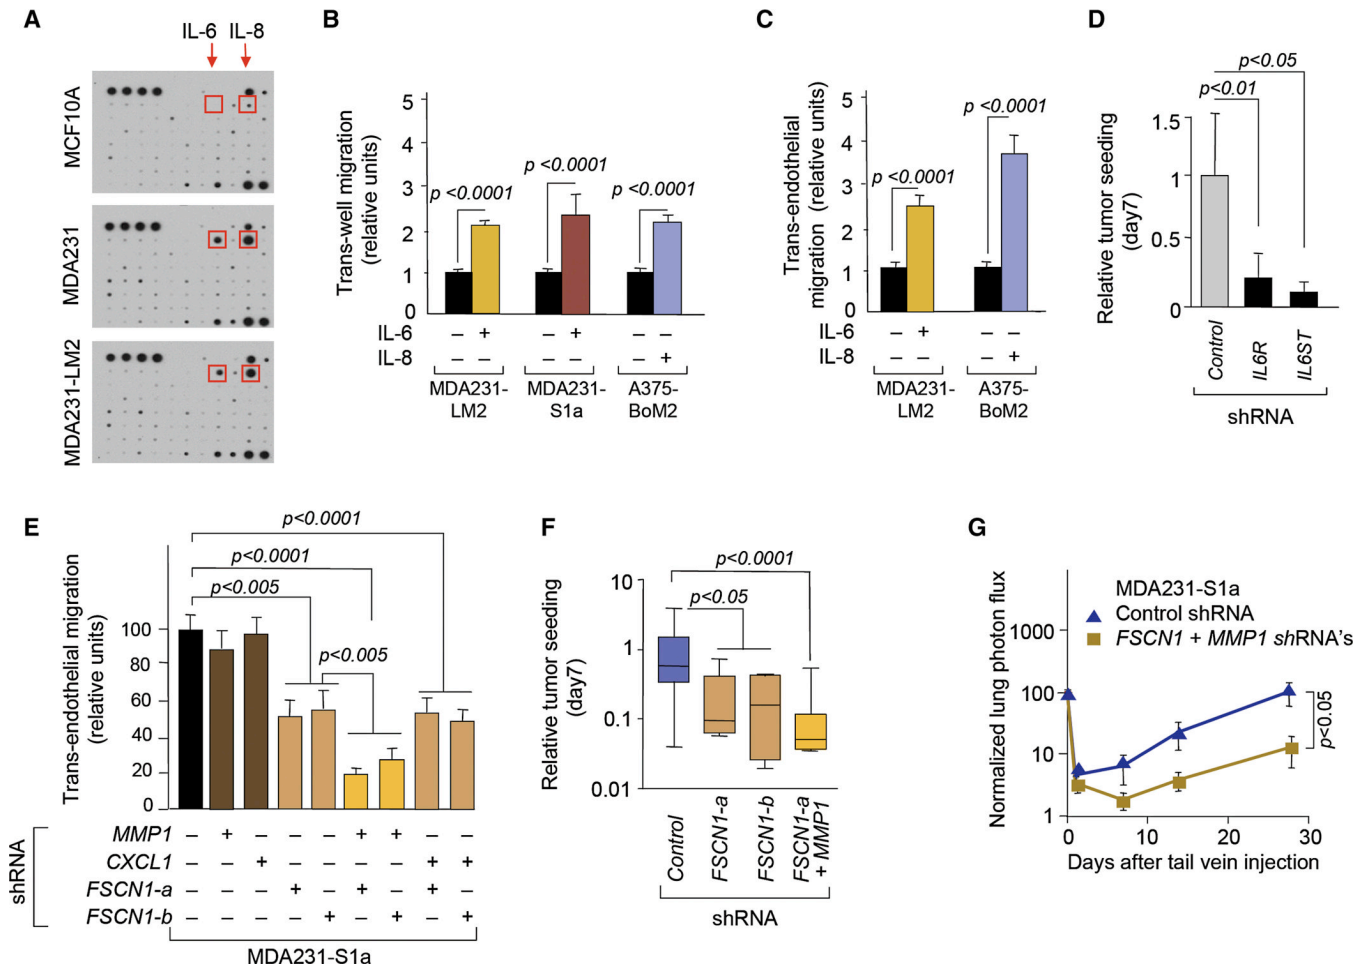 A
IL-6 IL-8
MCF10A
MDA231
MDA231-LM2
B
Trans-well migration
(relative units)
5
4
3
2
1
0
p <0.0001
p <0.0001
p <0.0001
IL-6 – + – + – –
IL-8 – – – – – +
MDA231-
LM2
MDA231-
S1a
A375-
BoM2
C
Trans-endothelial
migration (relative units)
5
4
3
2
1
0
p <0.0001
p <0.0001
IL-6 – + – –
IL-8 – – – +
MDA231-
LM2
A375-
BoM2
D
Relative tumor seeding
(day7)
1.5
1
0.5
0
p<0.05
p<0.01
Control
IL6R
IL6ST
shRNA
E
Trans-endothelial migration
(relative units)
100
80
60
40
20
0
p<0.0001
p<0.0001
p<0.005
p<0.005
shRNA
MMP1 – + – – – + + – –
CXCL1 – – + – – – – + +
FSCN1-a – – – + – + – + –
FSCN1-b – – – – + – + – +
MDA231-S1a
F
Relative tumor seeding
(day7)
10
1
0.1
0.01
p<0.0001
p<0.05
Control
FSCN1-a
FSCN1-b
FSCN1-a
+ MMP1
shRNA
G
Normalized lung photon flux
1000
100
10
1
MDA231-S1a
Control shRNA
FSCN1 + MMP1 shRNA's
p<0.05
0 10 20 30
Days after tail vein injection